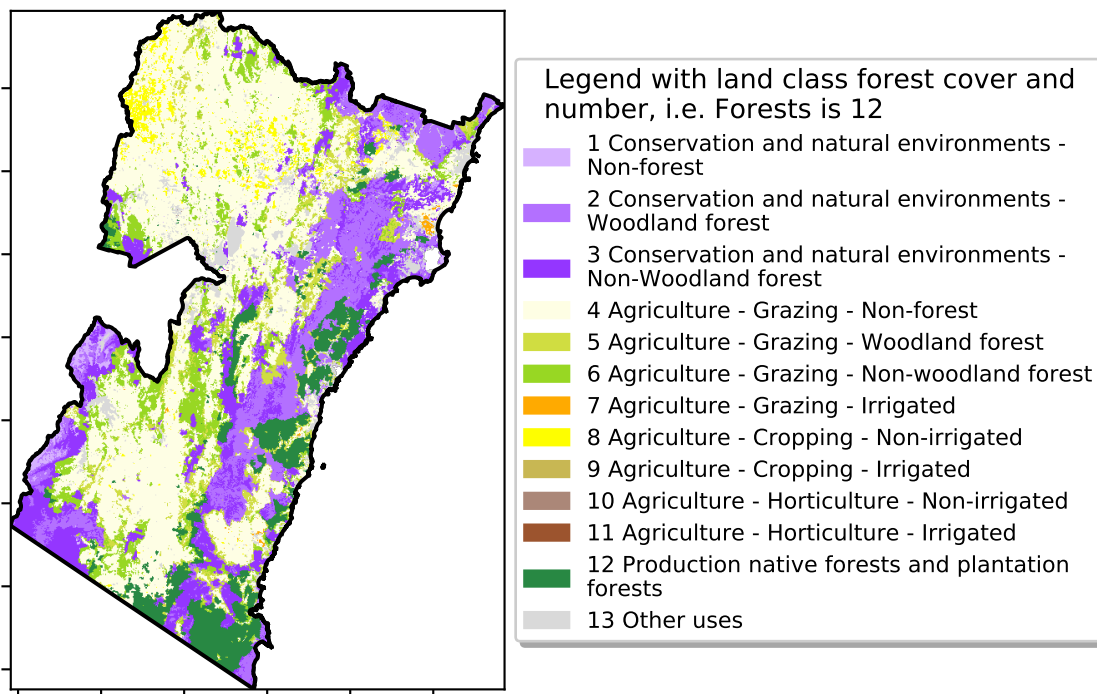 Legend with land class forest cover and
number, i.e. Forests is 12
1 Conservation and natural environments -
Non-forest
2 Conservation and natural environments -
Woodland forest
3 Conservation and natural environments -
Non-Woodland forest
4 Agriculture - Grazing - Non-forest
5 Agriculture - Grazing - Woodland forest
6 Agriculture - Grazing - Non-woodland forest
7 Agriculture - Grazing - Irrigated
8 Agriculture - Cropping - Non-irrigated
9 Agriculture - Cropping - Irrigated
10 Agriculture - Horticulture - Non-irrigated
11 Agriculture - Horticulture - Irrigated
12 Production native forests and plantation
forests
13 Other uses